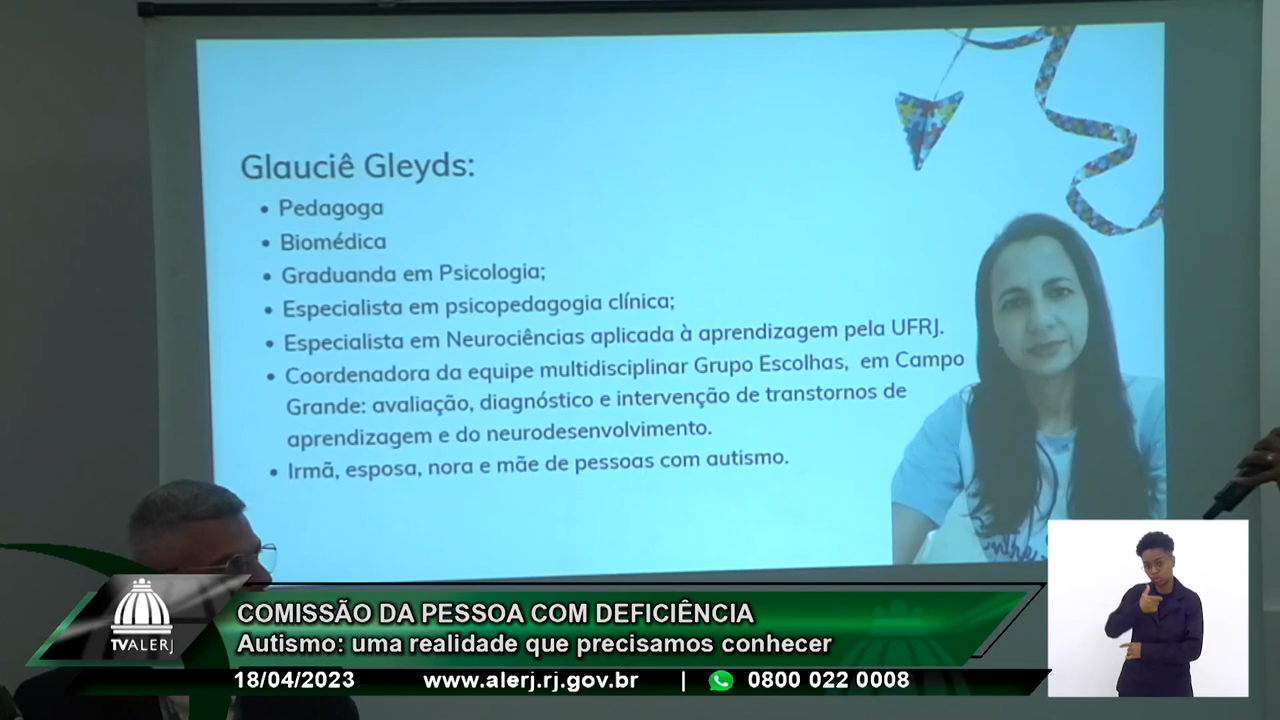 Glauciê Gleyds:
• Pedagoga
• Biomédica
• Graduanda em Psicologia;
• Especialista em psicopedagogia clínica;
• Especialista em Neurociências aplicada à aprendizagem pela UFRJ.
• Coordenadora da equipe multidisciplinar Grupo Escolhas, em Campo
Grande: avaliação, diagnóstico e intervenção de transtornos de
aprendizagem e do neurodesenvolvimento.
• Irmã, esposa, nora e mãe de pessoas com autismo.
TVALERJ
COMISSÃO DA PESSOA COM DEFICIÊNCIA
Autismo: uma realidade que precisamos conhecer
18/04/2023 www.alerj.rj.gov.br | 0800 022 0008